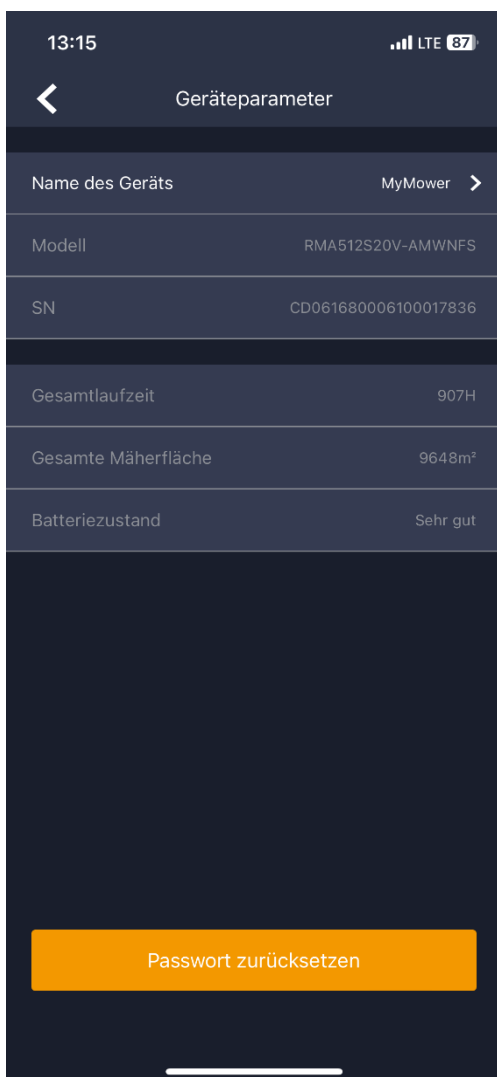 13:15 LTE 87
Geräteparameter
Name des Geräts MyMower
Modell RMA512S20V-AMWNFS
SN CD061680006100017836
Gesamtlaufzeit 907H
Gesamte Mäherfläche 9648m²
Batteriezustand Sehr gut
Passwort zurücksetzen